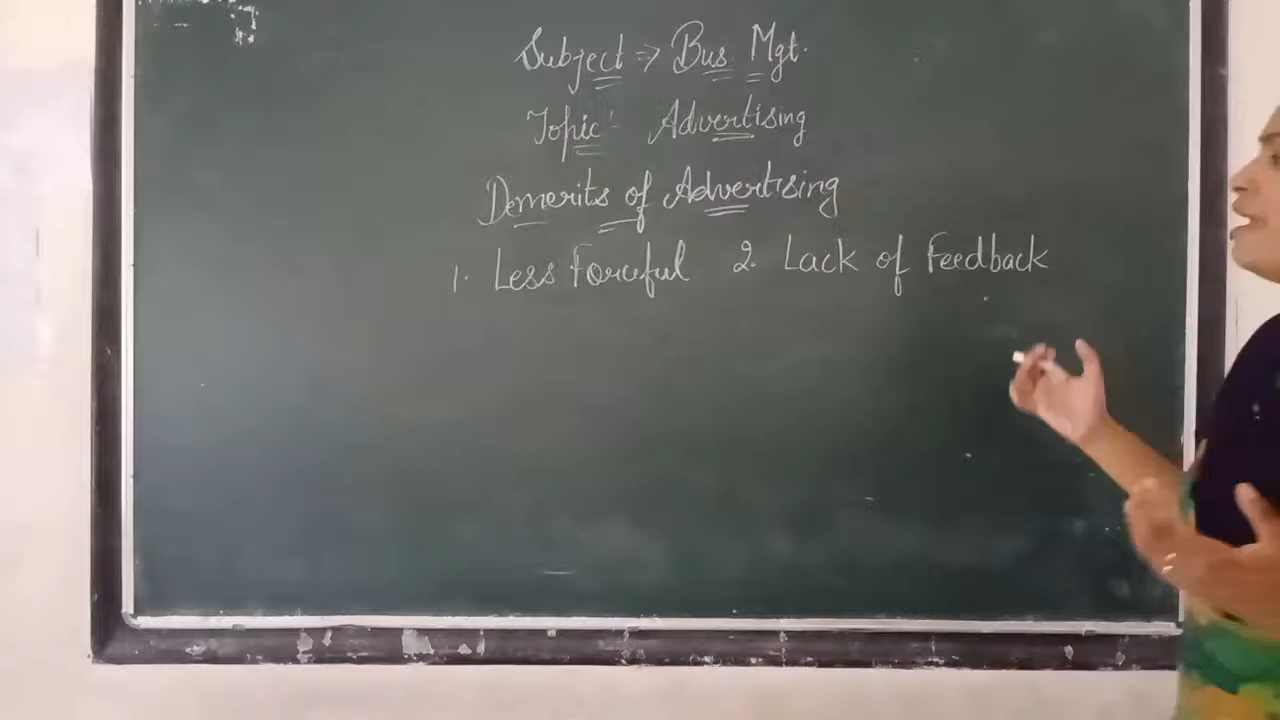 Subject → Bus Mgt.
Topic: Advertising
Demerits of Advertising
1. Less Forceful 2. Lack of Feedback